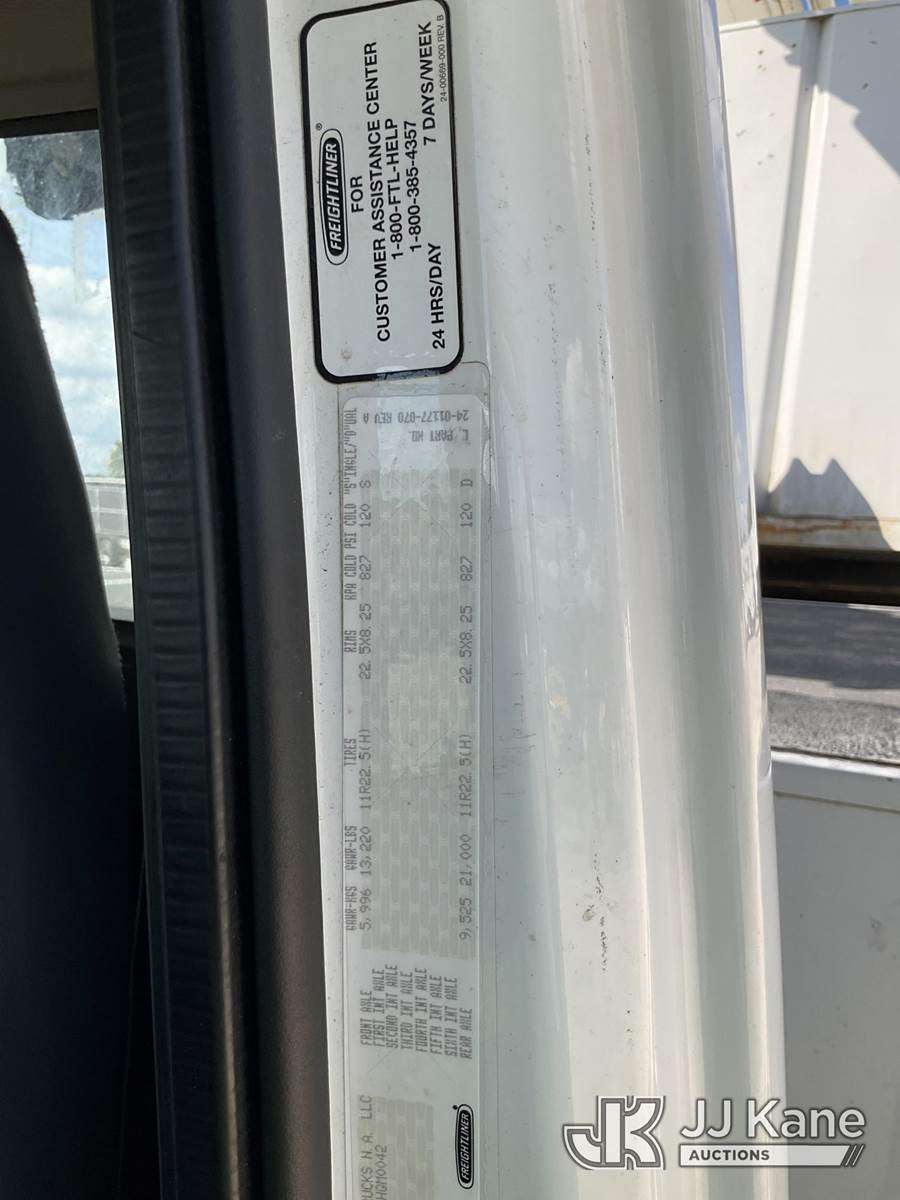 FREIGHTLINER®
FOR
CUSTOMER ASSISTANCE CENTER
1-800-FTL-HELP
1-800-385-4357
24 HRS/DAY 7 DAYS/WEEK
24-00669-000 REV. B
GAWR-KGS GAWR-LBS TIRES RIMS KPA COLD PSI COLD "S"INGLE/"D"UAL
FRONT AXLE 5,996 13,220 11R22.5(H) 22.5X8.25 827 120 S
FIRST INT AXLE
SECOND INT AXLE
THIRD INT AXLE
FOURTH INT AXLE
FIFTH INT AXLE
SIXTH INT AXLE
REAR AXLE 9,525 21,000 11R22.5(H) 22.5X8.25 827 120 D
PART NO.
24-01177-070 REV A
N.A. LLC
HQM0042
FREIGHTLINER
JK JJ Kane
AUCTIONS